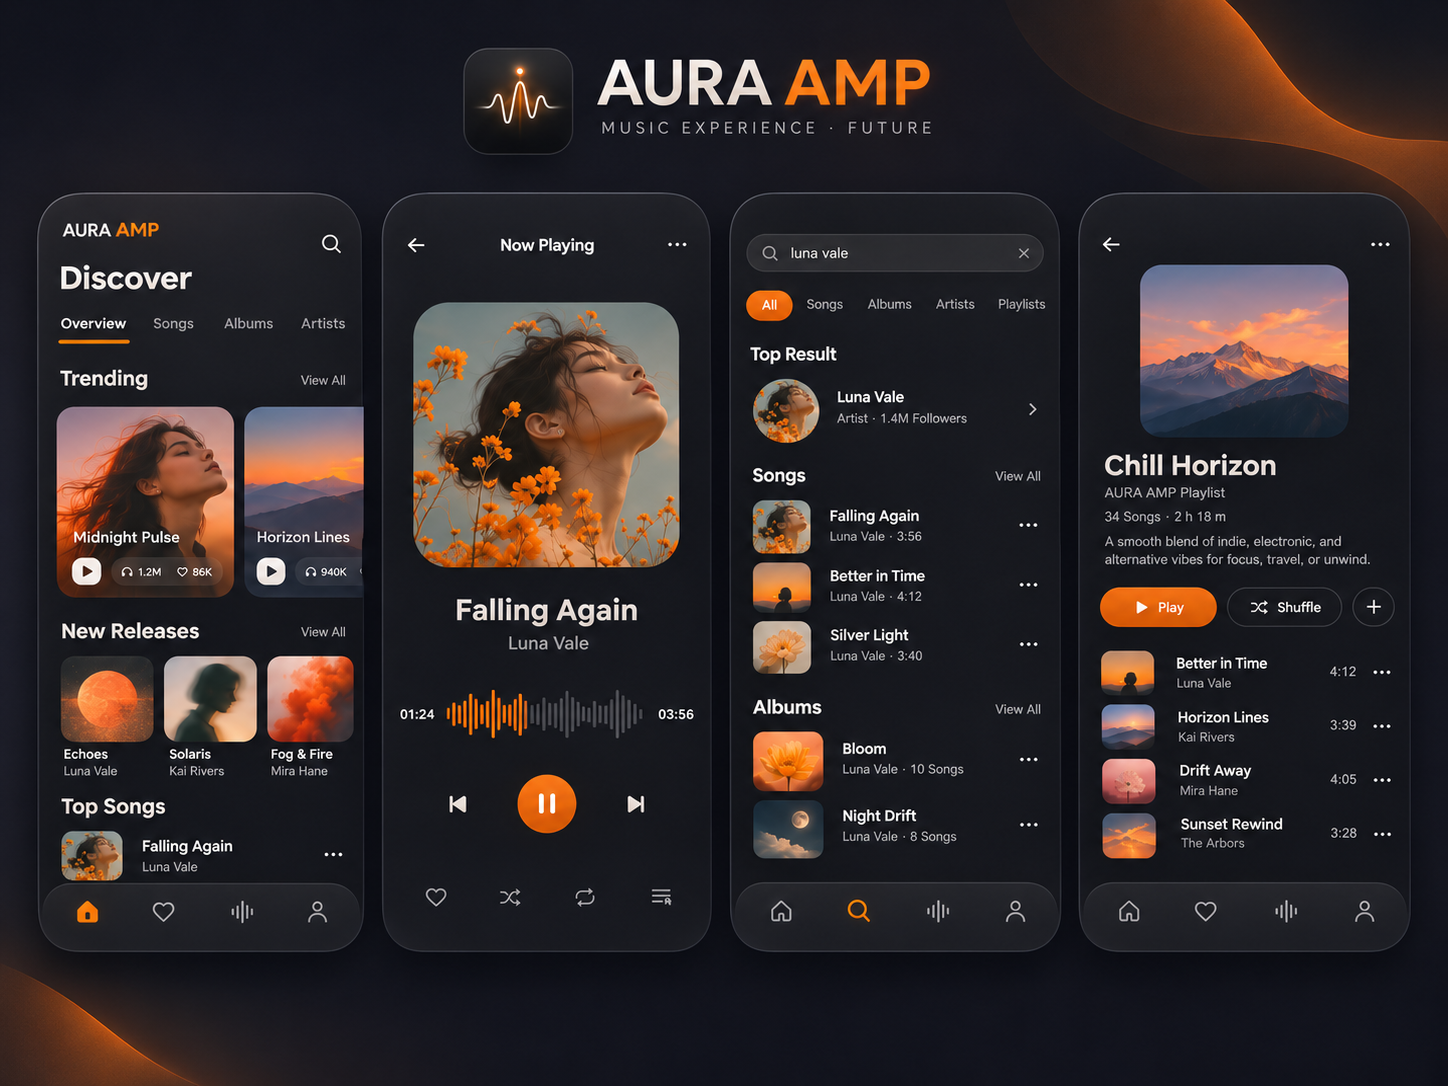 AURA AMP
MUSIC EXPERIENCE · FUTURE
AURA AMP
Discover
Overview Songs Albums Artists
Trending View All
Midnight Pulse
1.2M 86K
Horizon Lines
940K
New Releases View All
Echoes
Luna Vale
Solaris
Kai Rivers
Fog & Fire
Mira Hane
Top Songs
Falling Again
Luna Vale
Now Playing
Falling Again
Luna Vale
01:24 03:56
luna vale
All Songs Albums Artists Playlists
Top Result
Luna Vale
Artist · 1.4M Followers
Songs View All
Falling Again
Luna Vale · 3:56
Better in Time
Luna Vale · 4:12
Silver Light
Luna Vale · 3:40
Albums View All
Bloom
Luna Vale · 10 Songs
Night Drift
Luna Vale · 8 Songs
Chill Horizon
AURA AMP Playlist
34 Songs · 2 h 18 m
A smooth blend of indie, electronic, and
alternative vibes for focus, travel, or unwind.
Play Shuffle
Better in Time 4:12
Luna Vale
Horizon Lines 3:39
Kai Rivers
Drift Away 4:05
Mira Hane
Sunset Rewind 3:28
The Arbors